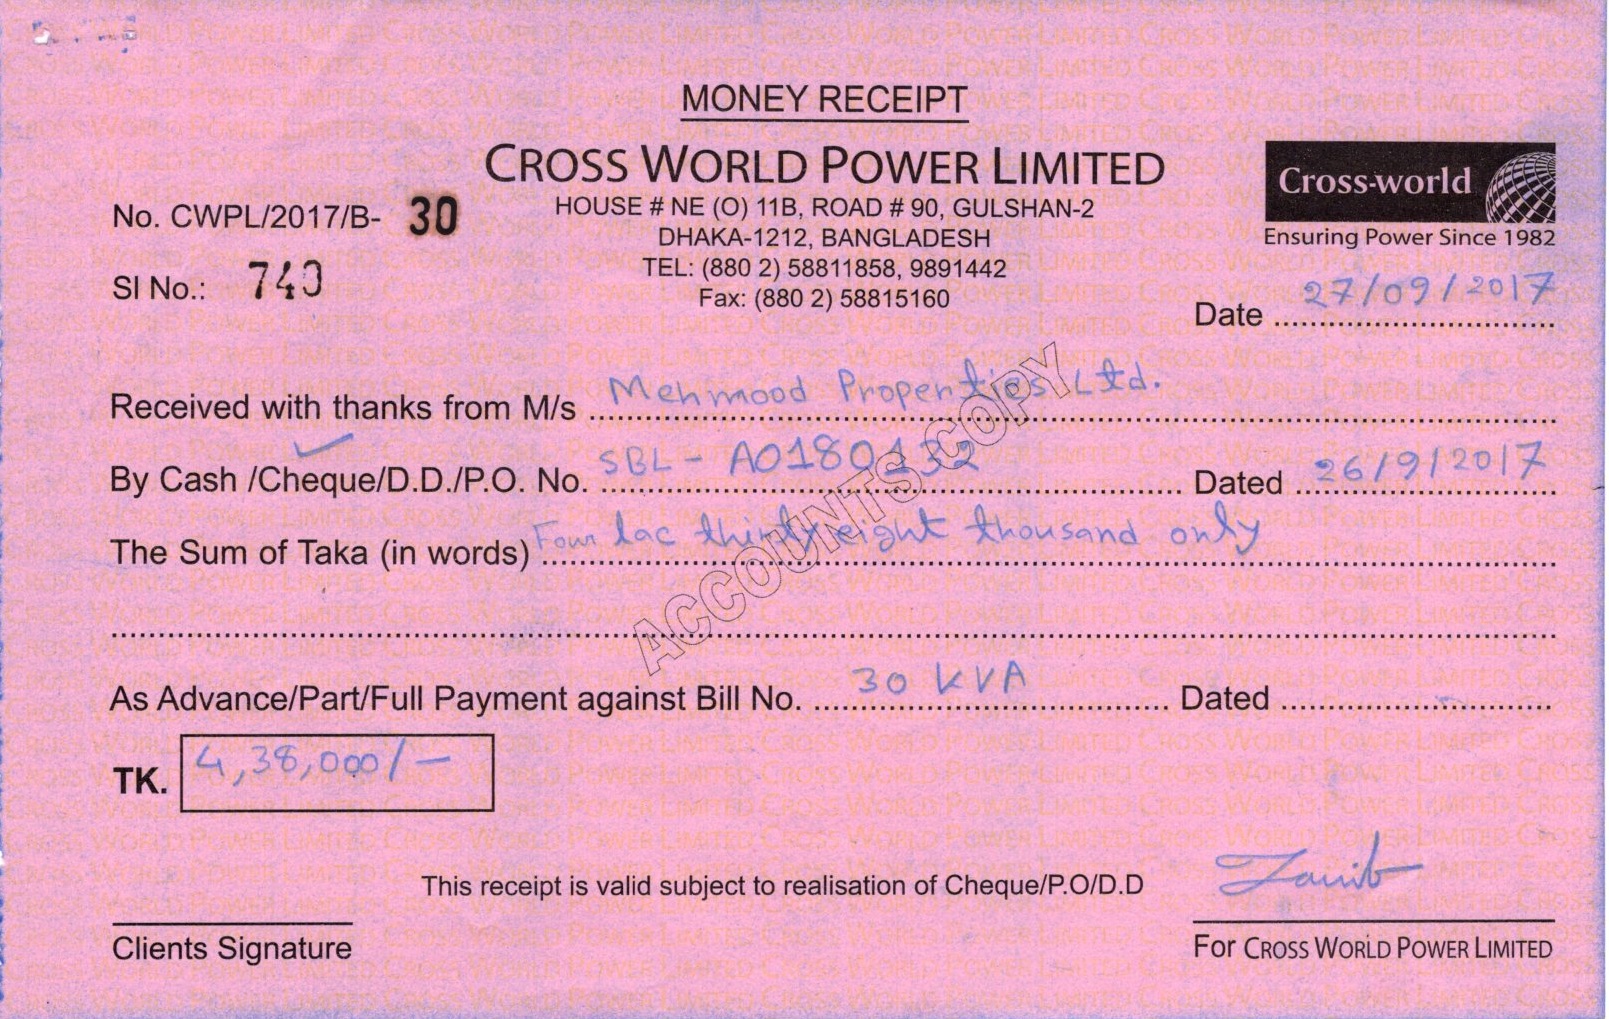 MONEY RECEIPT
CROSS WORLD POWER LIMITED
HOUSE # NE (O) 11B, ROAD # 90, GULSHAN-2
DHAKA-1212, BANGLADESH
TEL: (880 2) 58811858, 9891442
Fax: (880 2) 58815160
Cross-world
Ensuring Power Since 1982
No. CWPL/2017/B- 30
Sl No.: 740
Date 27/09/2017
Received with thanks from M/s Mehmood Properties Ltd.
By Cash /Cheque/D.D./P.O. No. SBL - A0180432 Dated 26/9/2017
The Sum of Taka (in words) Four lac thirty eight thousand only
ACCOUNTS COPY
As Advance/Part/Full Payment against Bill No. 30 KVA Dated
TK. 4,38,000/-
This receipt is valid subject to realisation of Cheque/P.O/D.D
Clients Signature
For CROSS WORLD POWER LIMITED